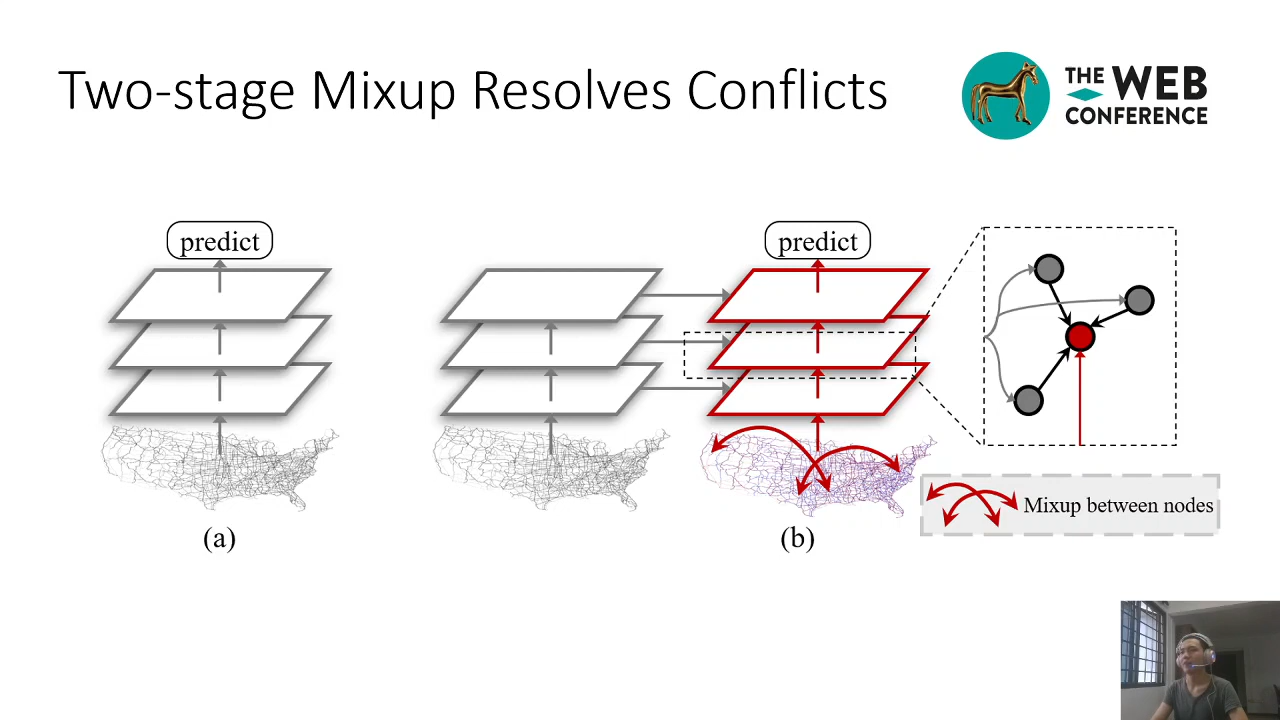 Two-stage Mixup Resolves Conflicts
THE WEB
CONFERENCE
predict
predict
Mixup between nodes
(a)
(b)